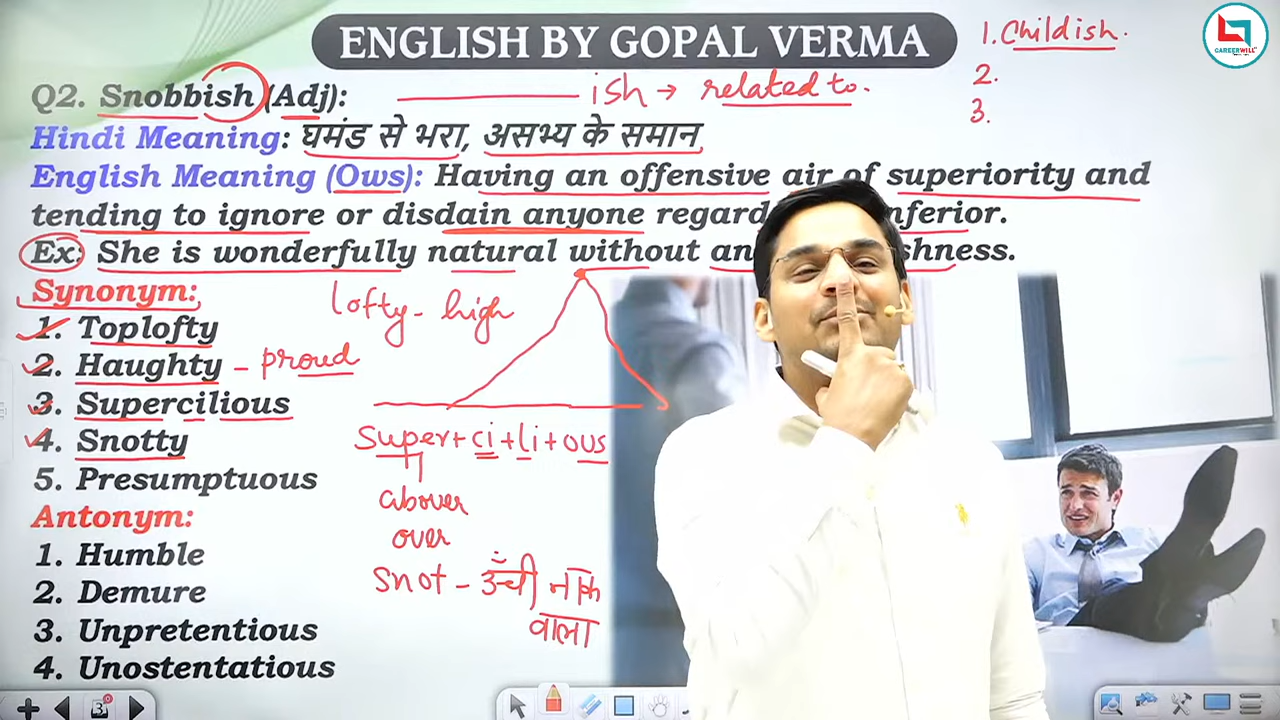 ENGLISH BY GOPAL VERMA
1. Childish.
2.
3.
CAREERWILL
Q2. Snobbish (Adj): ish → related to.
Hindi Meaning: घमंड से भरा, असभ्य के समान
English Meaning (Ows): Having an offensive air of superiority and
tending to ignore or disdain anyone regard nferior.
Ex: She is wonderfully natural without an shness.
Synonym:
lofty - high
1. Toplofty
2. Haughty - proud
3. Supercilious
4. Snotty
super+ci+li+ous
5. Presumptuous
above
over
Antonym:
1. Humble
2. Demure
snot - ऊँची नाक
वाला
3. Unpretentious
4. Unostentatious